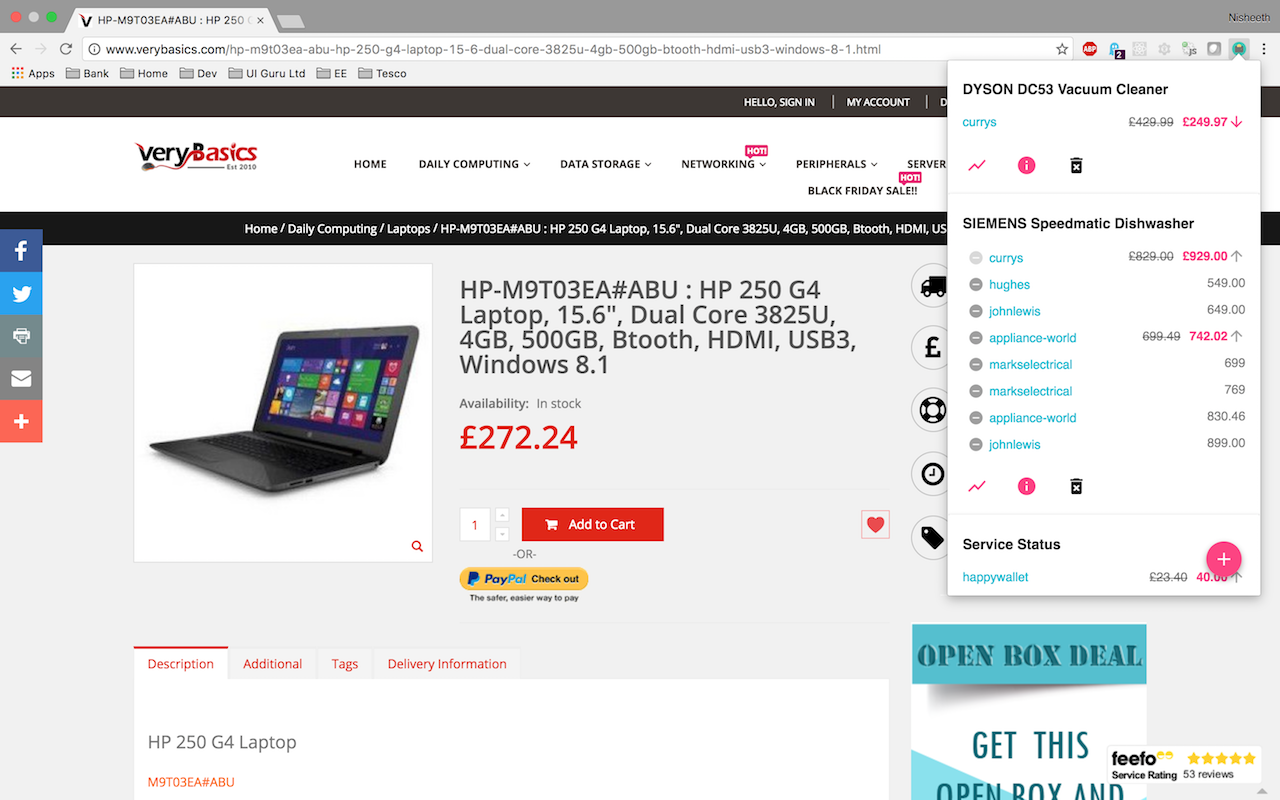 HP-M9T03EA#ABU : HP 250 G
Nisheeth
www.verybasics.com/hp-m9t03ea-abu-hp-250-g4-laptop-15-6-dual-core-3825u-4gb-500gb-btooth-hdmi-usb3-windows-8-1.html
ABP
2
js
Apps Bank Home Dev UI Guru Ltd EE Tesco
HELLO, SIGN IN MY ACCOUNT D
VeryBasics
Est 2010
HOT!
HOME DAILY COMPUTING DATA STORAGE NETWORKING PERIPHERALS SERVER
HOT!
BLACK FRIDAY SALE!!
Home / Daily Computing / Laptops / HP-M9T03EA#ABU : HP 250 G4 Laptop, 15.6", Dual Core 3825U, 4GB, 500GB, Btooth, HDMI, US
HP-M9T03EA#ABU : HP 250 G4
Laptop, 15.6", Dual Core 3825U,
4GB, 500GB, Btooth, HDMI, USB3,
Windows 8.1
Availability: In stock
£272.24
1
Add to Cart
-OR-
PayPal Check out
The safer, easier way to pay
Description Additional Tags Delivery Information
HP 250 G4 Laptop
M9T03EA#ABU
DYSON DC53 Vacuum Cleaner
currys £429.99 £249.97
SIEMENS Speedmatic Dishwasher
currys £829.00 £929.00
hughes 549.00
johnlewis 649.00
appliance-world 699.49 742.02
markselectrical 699
markselectrical 769
appliance-world 830.46
johnlewis 899.00
Service Status
happywallet £23.40 40.00
OPEN BOX DEAL
GET THIS
OPEN BOX AND
feefo
Service Rating 53 reviews